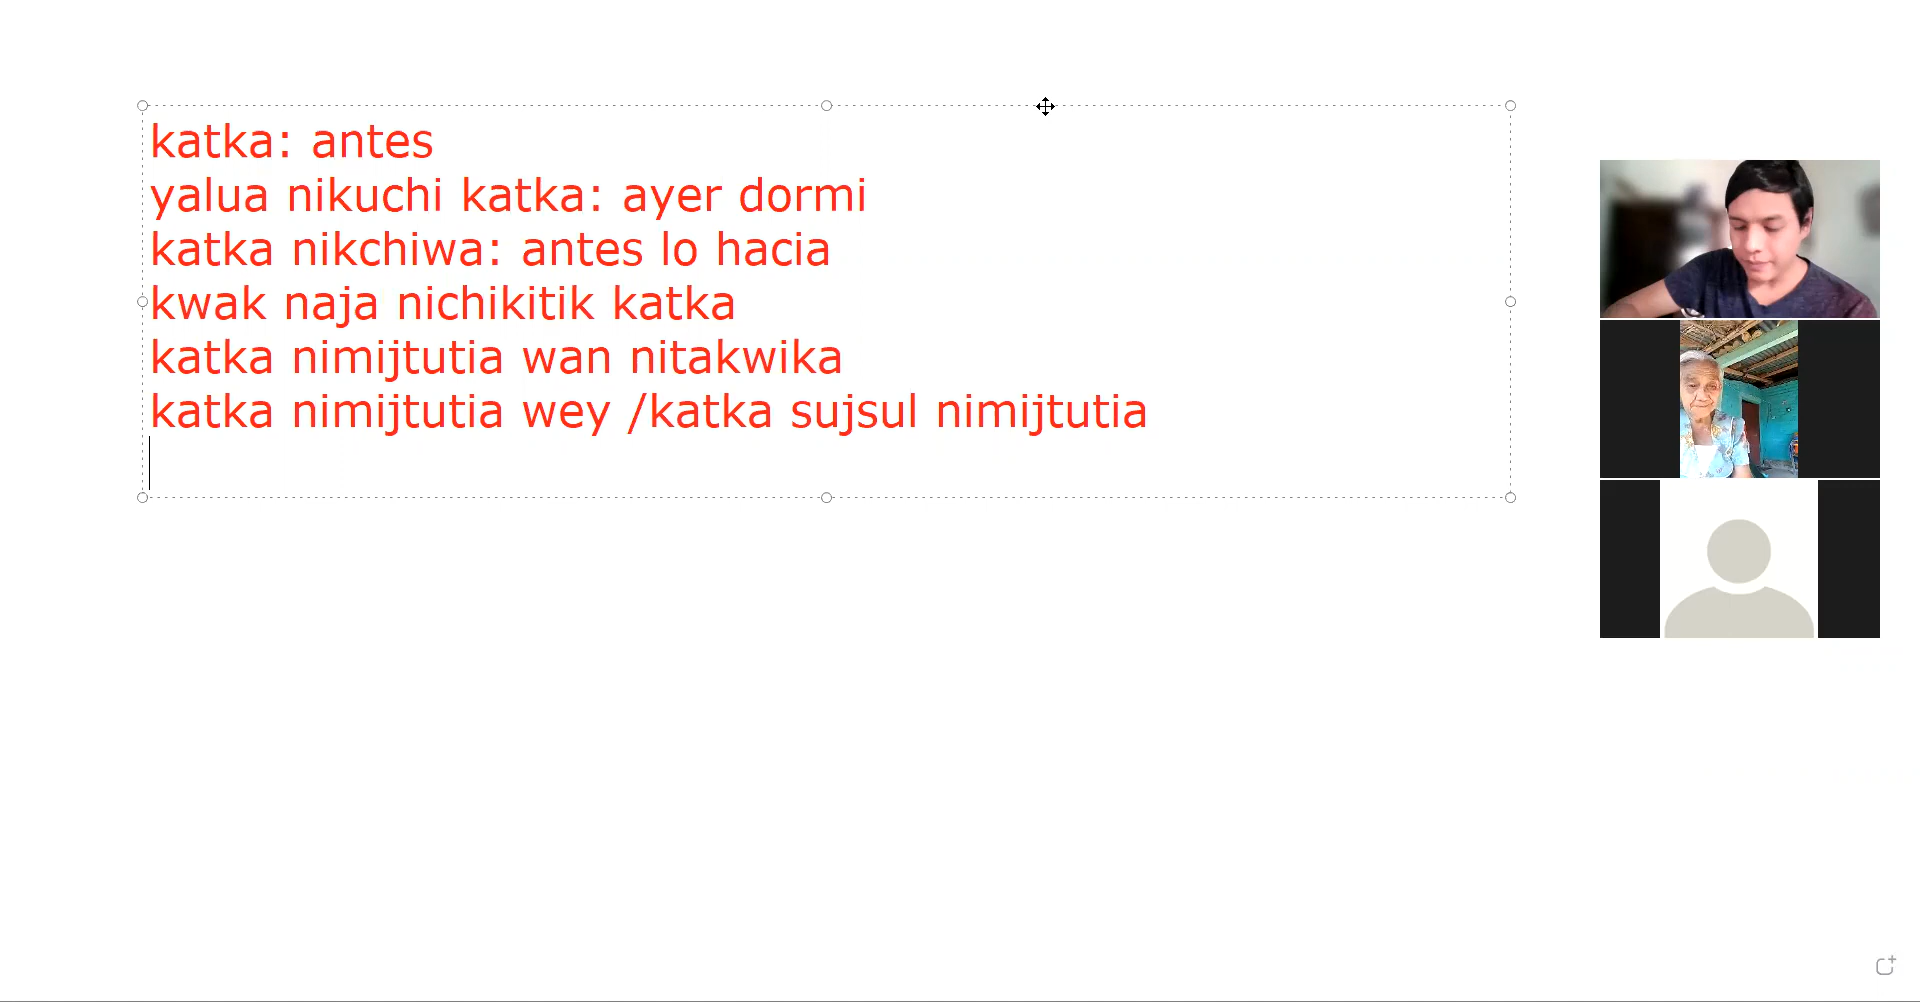 katka: antes
yalua nikuchi katka: ayer dormi
katka nikchiwa: antes lo hacia
kwak naja nichikitik katka
katka nimijtutia wan nitakwika
katka nimijtutia wey /katka sujsul nimijtutia